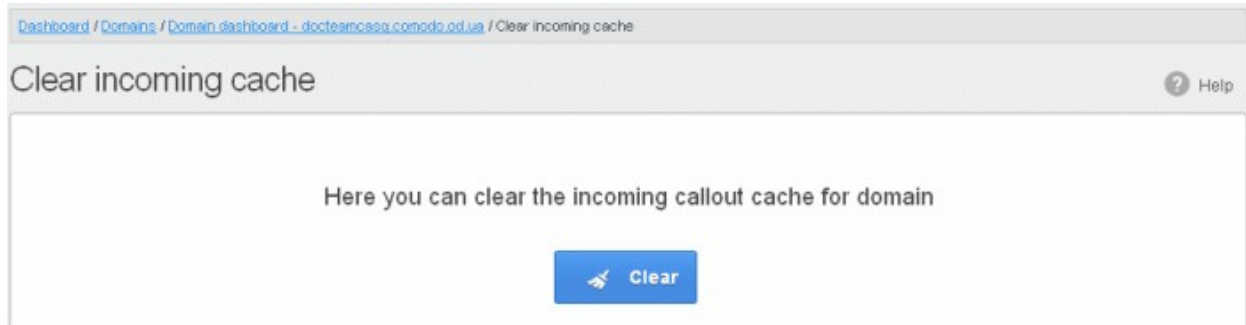 Dashboard / Domains / Domain dashboard - docteamcasg.comodo.od.ua / Clear incoming cache
Clear incoming cache
Help
Here you can clear the incoming callout cache for domain
Clear